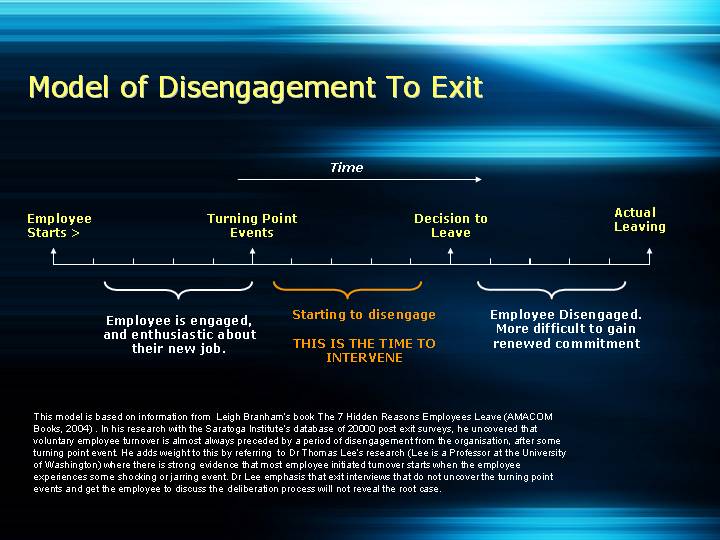 Model of Disengagement To Exit
Time
Employee
Starts >
Turning Point
Events
Decision to
Leave
Actual
Leaving
Employee is engaged,
and enthusiastic about
their new job.
Starting to disengage
THIS IS THE TIME TO
INTERVENE
Employee Disengaged.
More difficult to gain
renewed commitment
This model is based on information from Leigh Branham's book The 7 Hidden Reasons Employees Leave (AMACOM
Books, 2004) . In his research with the Saratoga Institute's database of 20000 post exit surveys, he uncovered that
voluntary employee turnover is almost always preceded by a period of disengagement from the organisation, after some
turning point event. He adds weight to this by referring to Dr Thomas Lee's research (Lee is a Professor at the University
of Washington) where there is strong evidence that most employee initiated turnover starts when the employee
experiences some shocking or jarring event. Dr Lee emphasis that exit interviews that do not uncover the turning point
events and get the employee to discuss the deliberation process will not reveal the root case.